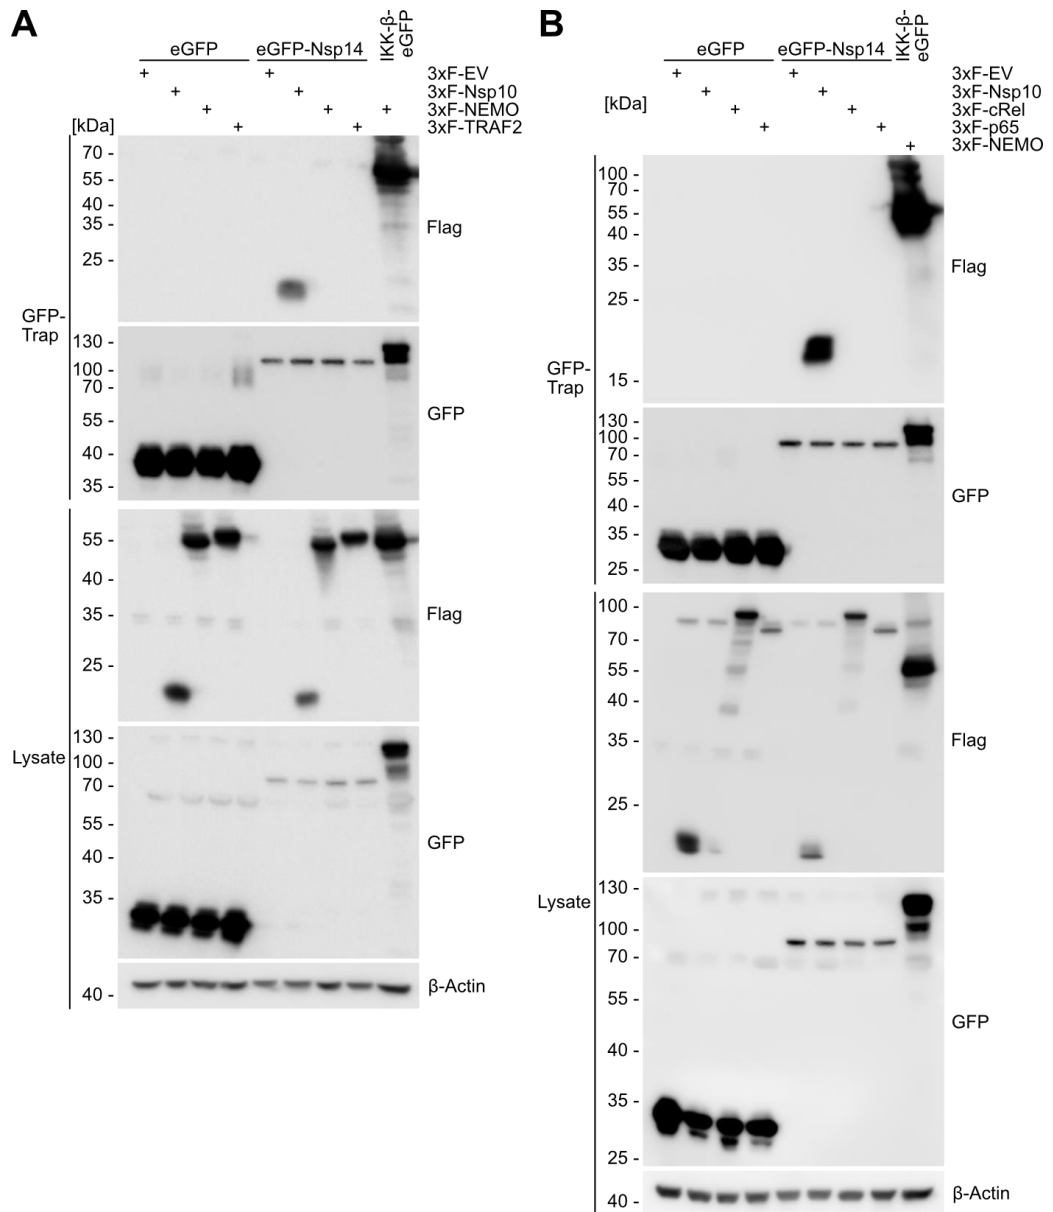 A
eGFP
eGFP-Nsp14
IKK-β-
eGFP
+ + 3xF-EV
+ + 3xF-Nsp10
+ + + 3xF-NEMO
[kDa] + + 3xF-TRAF2
70 -
55 -
40 -
35 -
25 -
Flag
GFP-
Trap
130 -
100 -
70 -
55 -
40 -
35 -
GFP
55 -
40 -
35 -
25 -
Flag
Lysate
130 -
100 -
70 -
55 -
40 -
35 -
GFP
40 -
β-Actin
B
eGFP
eGFP-Nsp14
IKK-β-
eGFP
+ + 3xF-EV
+ + 3xF-Nsp10
[kDa] + + 3xF-cRel
+ + 3xF-p65
+ 3xF-NEMO
100 -
70 -
55 -
40 -
35 -
25 -
15 -
Flag
GFP-
Trap
130 -
100 -
70 -
55 -
40 -
35 -
25 -
GFP
100 -
70 -
55 -
40 -
35 -
25 -
Flag
Lysate
130 -
100 -
70 -
55 -
40 -
35 -
25 -
GFP
40 -
β-Actin